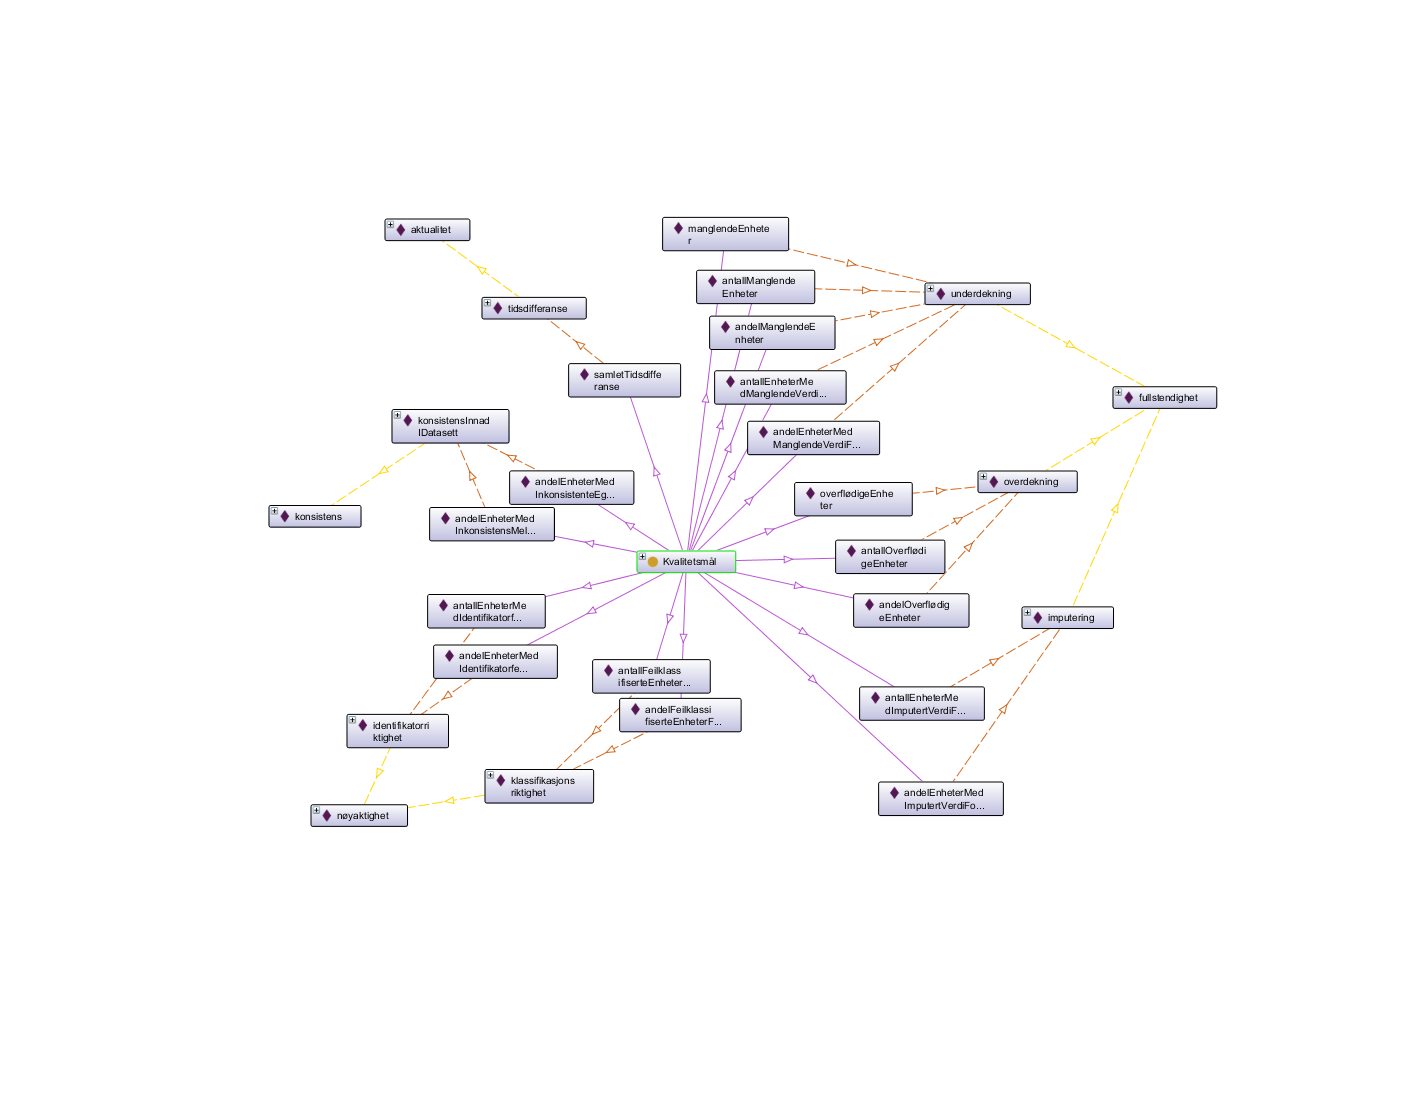 aktualitet
manglendeEnhete
r
antallManglende
Enheter
underdekning
tidsdifferanse
andelManglendeE
nheter
samletTidsdiffe
ranse
antallEnheterMe
dManglendeVerdi...
fullstendighet
konsistensInnad
IDatasett
andelEnheterMed
ManglendeVerdiF...
andelEnheterMed
InkonsistenteEg...
overflødigeEnhe
ter
overdekning
konsistens
andelEnheterMed
InkonsistensMel...
Kvalitetsmål
antallOverflødi
geEnheter
antallEnheterMe
dIdentifikatorf...
andelOverflødig
eEnheter
imputering
andelEnheterMed
Identifikatorfe...
antallFeilklass
ifiserteEnheter...
antallEnheterMe
dImputertVerdiF...
andelFeilklassi
fiserteEnheterF...
identifikatorri
ktighet
klassifikasjons
riktighet
andelEnheterMed
ImputertVerdiFo...
nøyaktighet